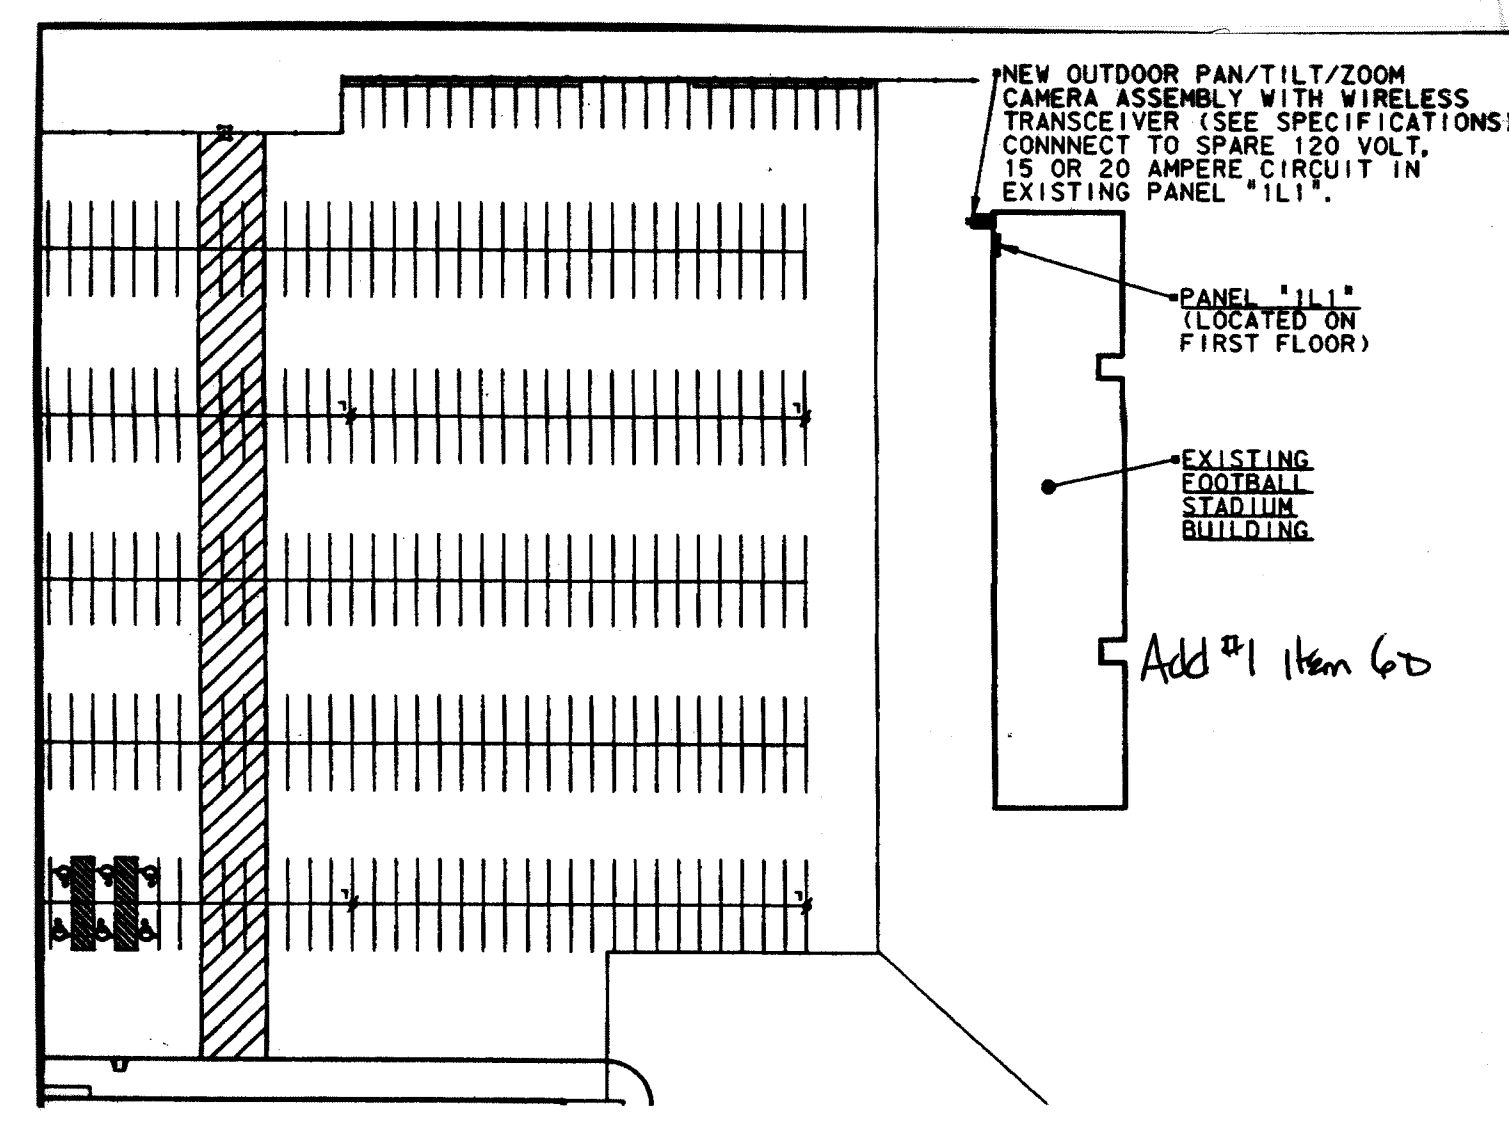 NEW OUTDOOR PAN/TILT/ZOOM
CAMERA ASSEMBLY WITH WIRELESS
TRANSCEIVER (SEE SPECIFICATIONS)
CONNNECT TO SPARE 120 VOLT,
15 OR 20 AMPERE CIRCUIT IN
EXISTING PANEL "1L1".
PANEL "1L1"
(LOCATED ON
FIRST FLOOR)
EXISTING
FOOTBALL
STADIUM
BUILDING
Add #1 Item 6D